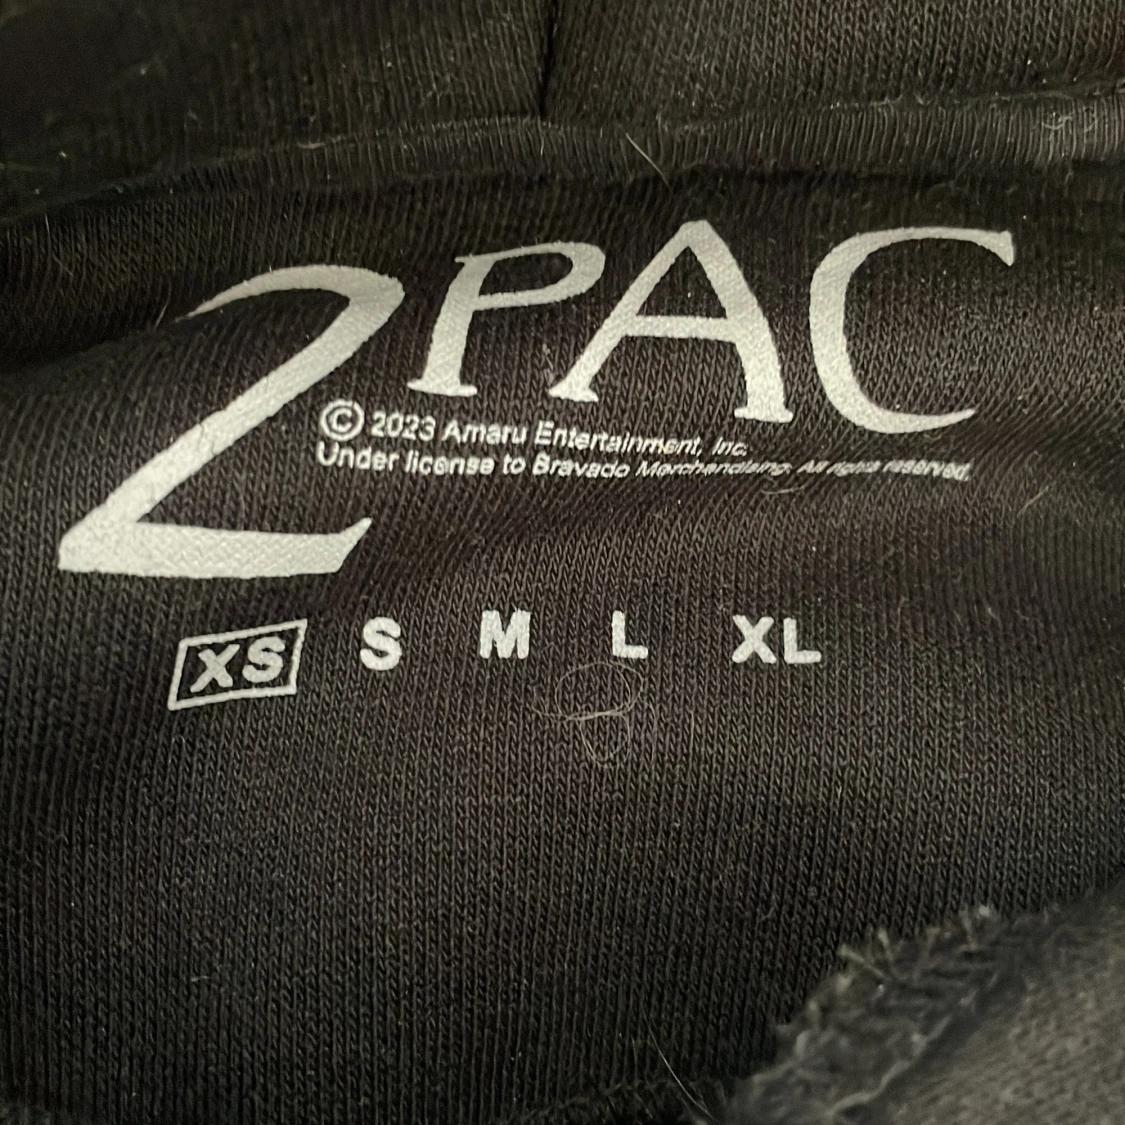 2PAC
© 2023 Amaru Entertainment, Inc.
Under license to Bravado Merchandising. All rights reserved.
XS S M L XL